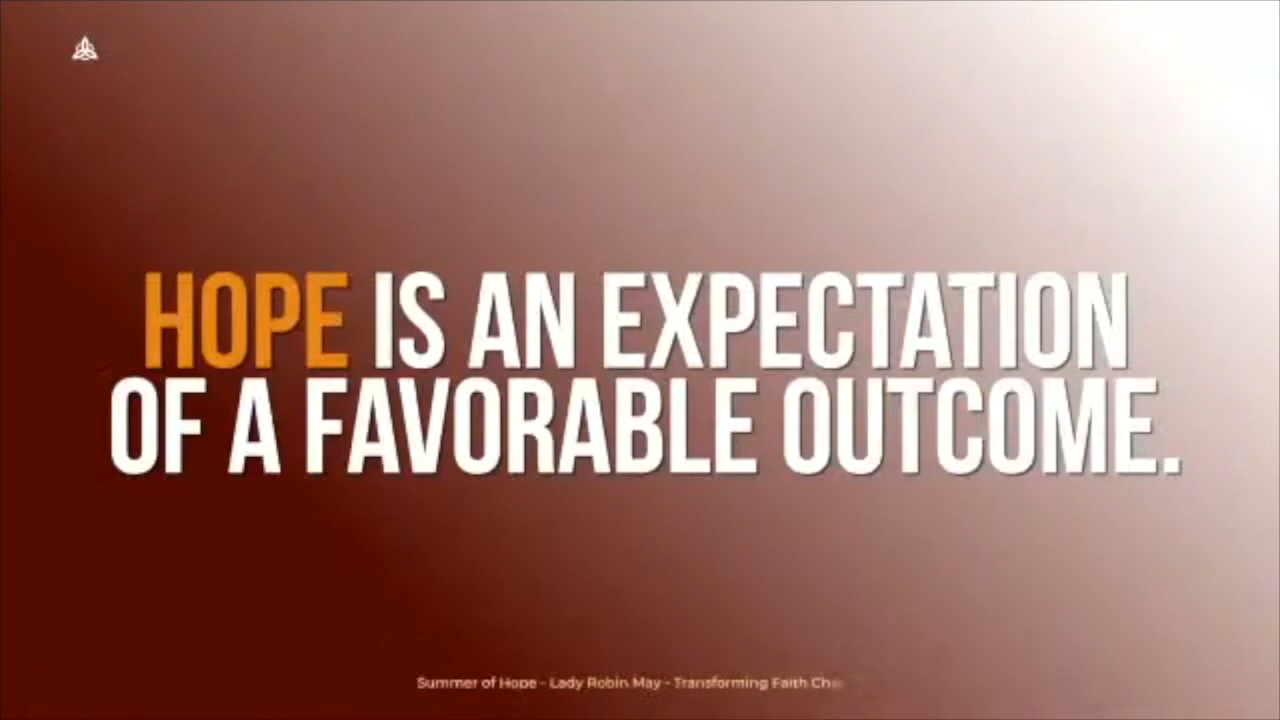 HOPE IS AN EXPECTATION
OF A FAVORABLE OUTCOME.
Summer of Hope - Lady Robin May - Transforming Faith